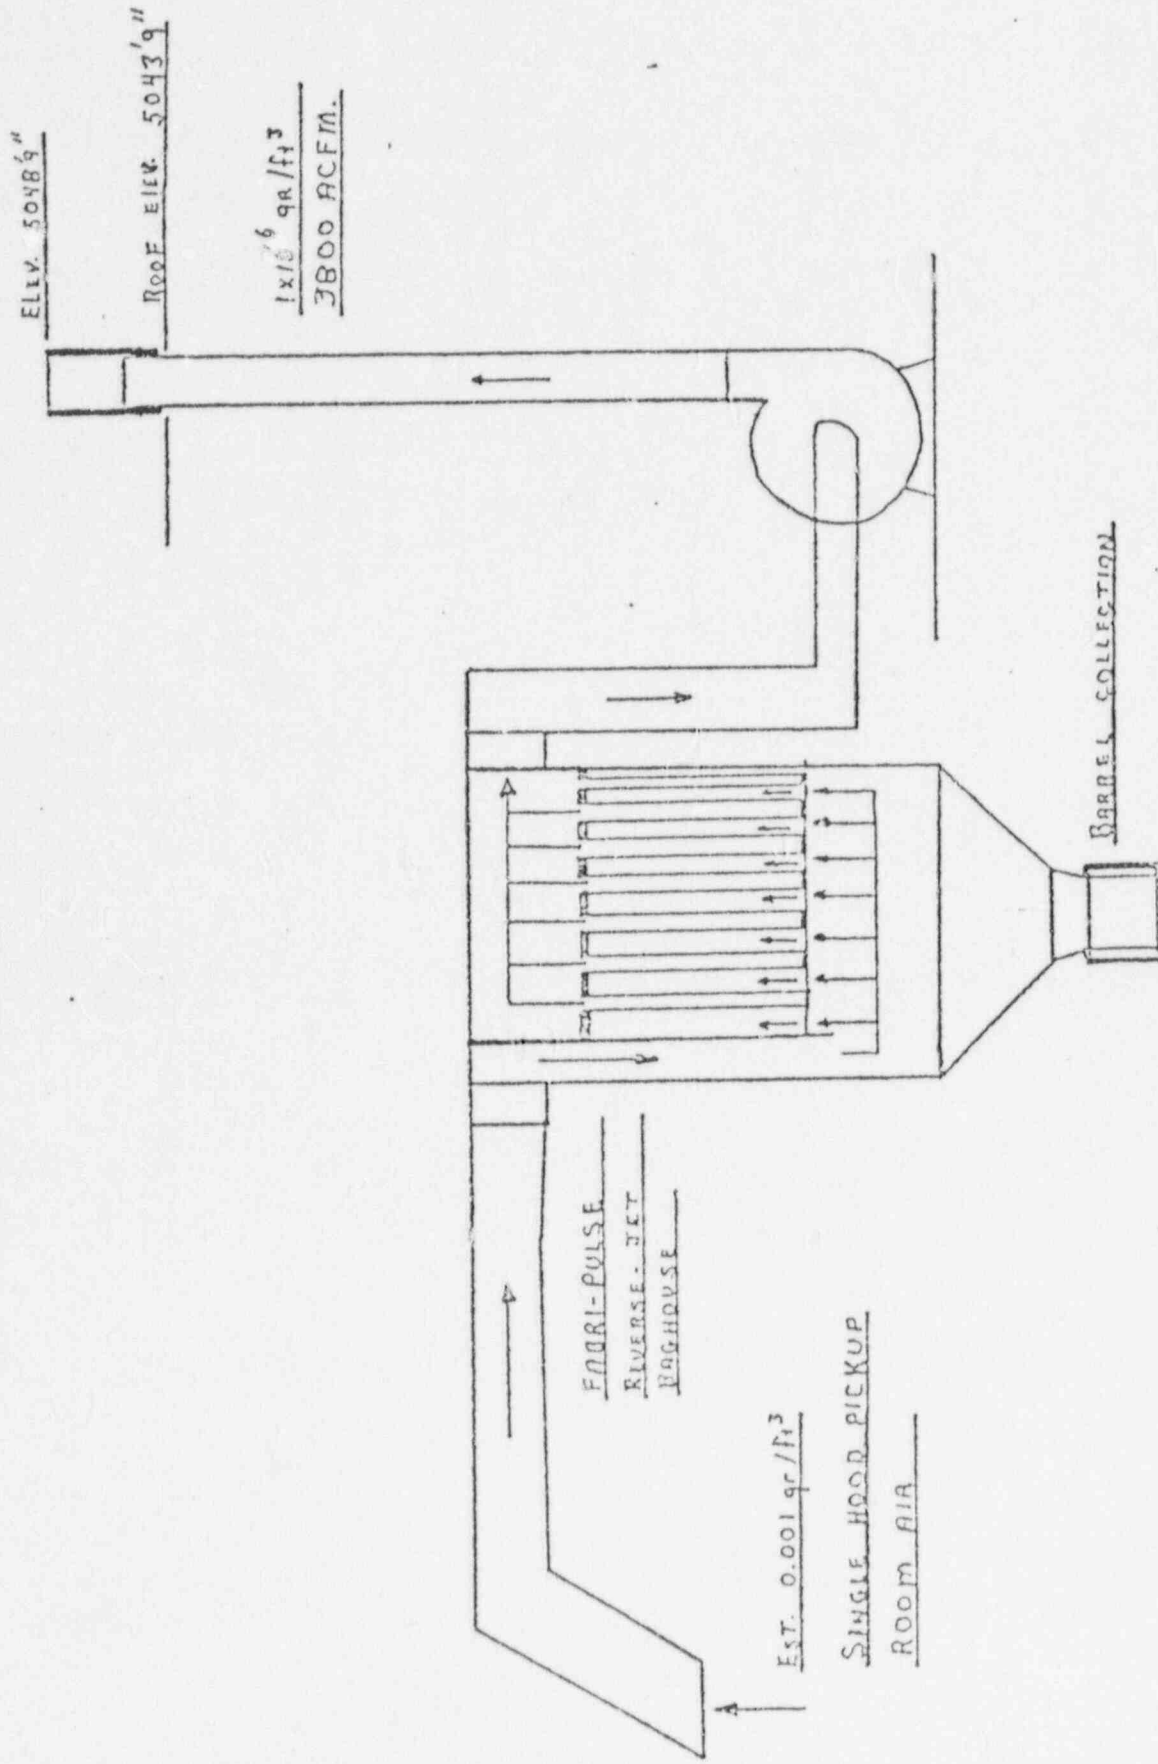 ELEV. 5048'9"
ROOF ELEV. 5043'9"
1x10⁻⁶ gr/ft³
3800 ACFM.
FABRI-PULSE
REVERSE-JET
BAGHOUSE
EST. 0.001 gr/ft³
SINGLE HOOD PICKUP
ROOM AIR
BARREL COLLECTION